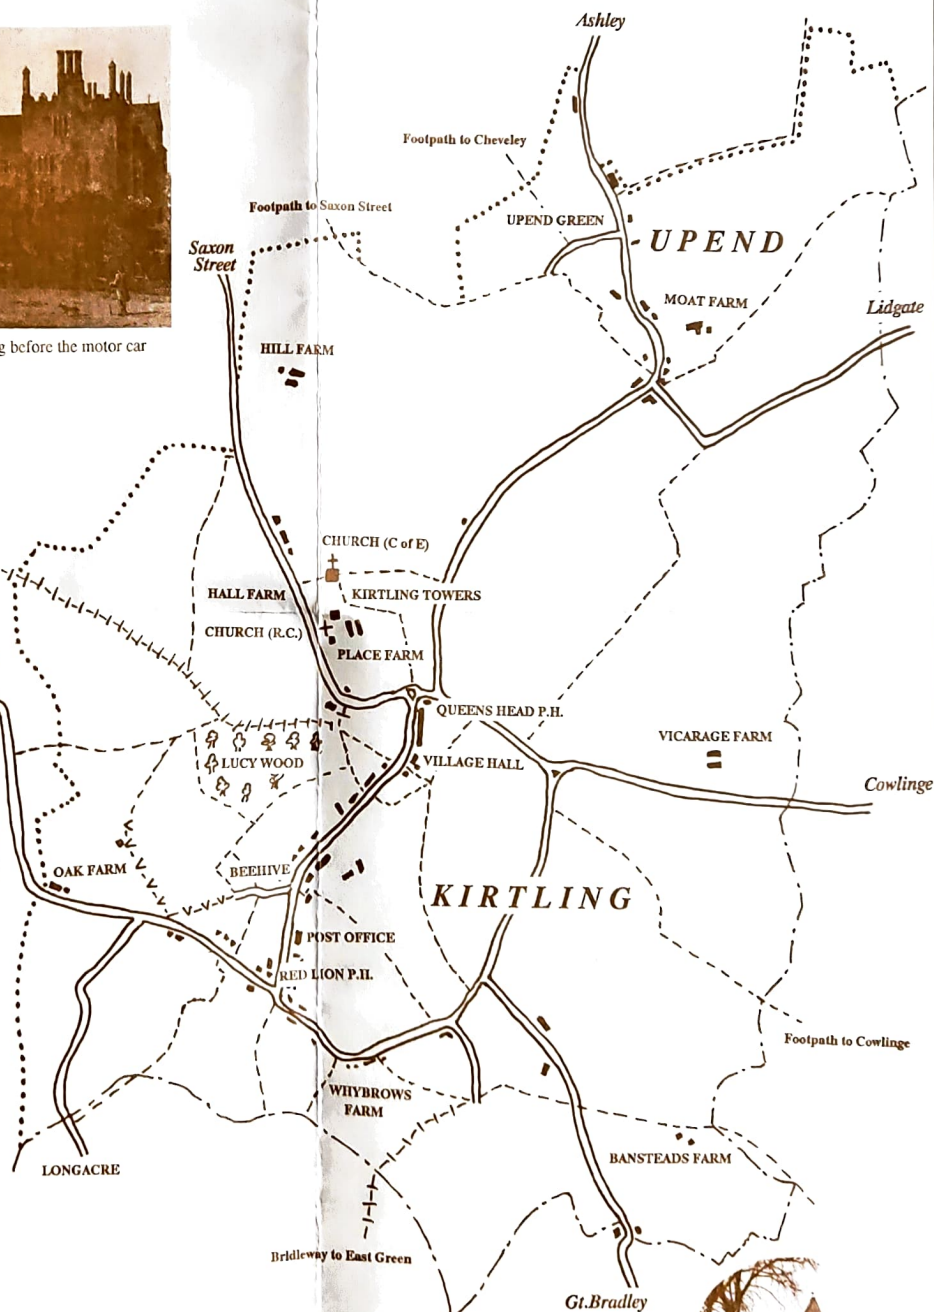 Ashley
Footpath to Cheveley
Footpath to Saxon Street
UPEND GREEN
UPEND
Saxon
Street
MOAT FARM
Lidgate
g before the motor car
HILL FARM
CHURCH (C of E)
HALL FARM
KIRTLING TOWERS
CHURCH (R.C.)
PLACE FARM
QUEENS HEAD P.H.
VICARAGE FARM
LUCY WOOD
VILLAGE HALL
Cowlinge
OAK FARM
BEEHIVE
KIRTLING
POST OFFICE
RED LION P.H.
Footpath to Cowlinge
WHYBROWS
FARM
BANSTEADS FARM
LONGACRE
Bridleway to East Green
Gt.Bradley